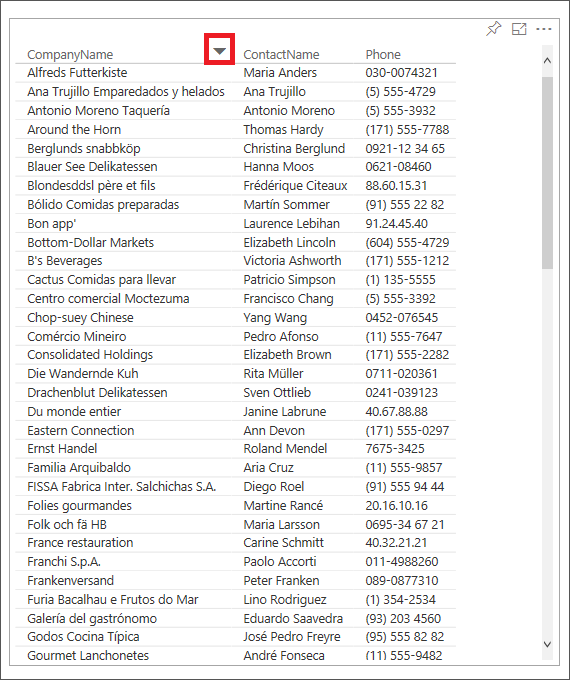 CompanyName ContactName Phone
Alfreds Futterkiste Maria Anders 030-0074321
Ana Trujillo Emparedados y helados Ana Trujillo (5) 555-4729
Antonio Moreno Taquería Antonio Moreno (5) 555-3932
Around the Horn Thomas Hardy (171) 555-7788
Berglunds snabbköp Christina Berglund 0921-12 34 65
Blauer See Delikatessen Hanna Moos 0621-08460
Blondesddsl père et fils Frédérique Citeaux 88.60.15.31
Bólido Comidas preparadas Martín Sommer (91) 555 22 82
Bon app' Laurence Lebihan 91.24.45.40
Bottom-Dollar Markets Elizabeth Lincoln (604) 555-4729
B's Beverages Victoria Ashworth (171) 555-1212
Cactus Comidas para llevar Patricio Simpson (1) 135-5555
Centro comercial Moctezuma Francisco Chang (5) 555-3392
Chop-suey Chinese Yang Wang 0452-076545
Comércio Mineiro Pedro Afonso (11) 555-7647
Consolidated Holdings Elizabeth Brown (171) 555-2282
Die Wandernde Kuh Rita Müller 0711-020361
Drachenblut Delikatessen Sven Ottlieb 0241-039123
Du monde entier Janine Labrune 40.67.88.88
Eastern Connection Ann Devon (171) 555-0297
Ernst Handel Roland Mendel 7675-3425
Familia Arquibaldo Aria Cruz (11) 555-9857
FISSA Fabrica Inter. Salchichas S.A. Diego Roel (91) 555 94 44
Folies gourmandes Martine Rancé 20.16.10.16
Folk och fä HB Maria Larsson 0695-34 67 21
France restauration Carine Schmitt 40.32.21.21
Franchi S.p.A. Paolo Accorti 011-4988260
Frankenversand Peter Franken 089-0877310
Furia Bacalhau e Frutos do Mar Lino Rodriguez (1) 354-2534
Galería del gastrónomo Eduardo Saavedra (93) 203 4560
Godos Cocina Típica José Pedro Freyre (95) 555 82 82
Gourmet Lanchonetes André Fonseca (11) 555-9482